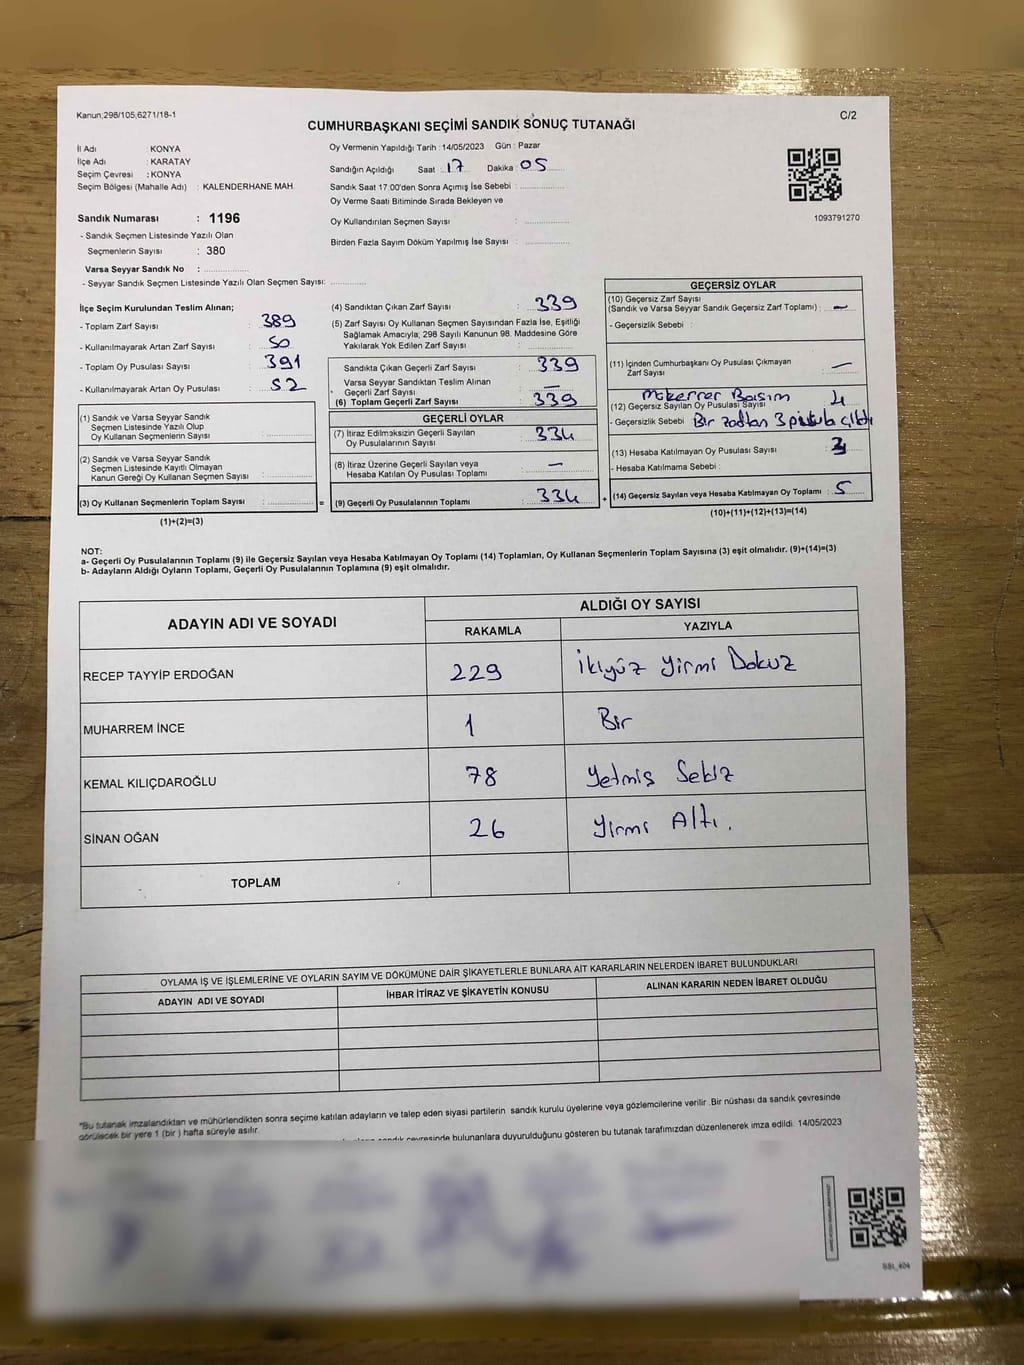 Kanun;298/105;6271/18-1
C/2
CUMHURBAŞKANI SEÇİMİ SANDIK SONUÇ TUTANAĞI
İl Adı : KONYA
İlçe Adı : KARATAY
Seçim Çevresi : KONYA
Seçim Bölgesi (Mahalle Adı) : KALENDERHANE MAH.
Sandık Numarası : 1196
- Sandık Seçmen Listesinde Yazılı Olan
Seçmenlerin Sayısı : 380
Varsa Seyyar Sandık No :
- Seyyar Sandık Seçmen Listesinde Yazılı Olan Seçmen Sayısı:
Oy Vermenin Yapıldığı Tarih :14/05/2023 Gün : Pazar
Sandığın Açıldığı Saat : 17 Dakika : 05
Sandık Saat 17:00'den Sonra Açımış İse Sebebi :
Oy Verme Saati Bitiminde Sırada Bekleyen ve
Oy Kullandırılan Seçmen Sayısı :
Birden Fazla Sayım Döküm Yapılmış İse Sayısı :
1093791270
İlçe Seçim Kurulundan Teslim Alınan;
- Toplam Zarf Sayısı : 389
- Kullanılmayarak Artan Zarf Sayısı : 50
- Toplam Oy Pusulası Sayısı : 391
- Kullanılmayarak Artan Oy Pusulası : 52
(1) Sandık ve Varsa Seyyar Sandık
Seçmen Listesinde Yazılı Olup
Oy Kullanan Seçmenlerin Sayısı :
(2) Sandık ve Varsa Seyyar Sandık
Seçmen Listesinde Kayıtlı Olmayan
Kanun Gereği Oy Kullanan Seçmen Sayısı :
(3) Oy Kullanan Seçmenlerin Toplam Sayısı : =
(1)+(2)=(3)
(4) Sandıktan Çıkan Zarf Sayısı : 339
(5) Zarf Sayısı Oy Kullanan Seçmen Sayısından Fazla İse, Eşitliği
Sağlamak Amacıyla; 298 Sayılı Kanunun 98. Maddesine Göre
Yakılarak Yok Edilen Zarf Sayısı :
Sandıkta Çıkan Geçerli Zarf Sayısı : 339
Varsa Seyyar Sandıktan Teslim Alınan
Geçerli Zarf Sayısı : —
(6) Toplam Geçerli Zarf Sayısı : 339
GEÇERLİ OYLAR
(7) İtiraz Edilmeksizin Geçerli Sayılan
Oy Pusulasının Sayısı : 334
(8) İtiraz Üzerine Geçerli Sayılan veya
Hesaba Katılan Oy Pusulası Toplamı : —
(9) Geçerli Oy Pusulalarının Toplamı : 334 +
GEÇERSİZ OYLAR
(10) Geçersiz Zarf Sayısı
(Sandık ve Varsa Seyyar Sandık Geçersiz Zarf Toplamı) : —
- Geçersizlik Sebebi :
(11) İçinden Cumhurbaşkanı Oy Pusulası Çıkmayan
Zarf Sayısı : —
Mükerrer Basım 4
(12) Geçersiz Sayılan Oy Pusulası Sayısı
- Geçersizlik Sebebi : Bir zarftan 3 pusula çıktı
(13) Hesaba Katılmayan Oy Pusulası Sayısı :
- Hesaba Katılmama Sebebi :
(14) Geçersiz Sayılan veya Hesaba Katılmayan Oy Toplamı : 5
(10)+(11)+(12)+(13)=(14)
NOT:
a- Geçerli Oy Pusulalarının Toplamı (9) ile Geçersiz Sayılan veya Hesaba Katılmayan Oy Toplamı (14) Toplamları, Oy Kullanan Seçmenlerin Toplam Sayısına (3) eşit olmalıdır. (9)+(14)=(3)
b- Adayların Aldığı Oyların Toplamı, Geçerli Oy Pusulalarının Toplamına (9) eşit olmalıdır.
ADAYIN ADI VE SOYADI
ALDIĞI OY SAYISI
RAKAMLA YAZIYLA
RECEP TAYYİP ERDOĞAN 229 İkiyüz Yirmi Dokuz
MUHARREM İNCE 1 Bir
KEMAL KILIÇDAROĞLU 78 Yetmiş Sekiz
SİNAN OĞAN 26 Yirmi Altı.
TOPLAM
OYLAMA İŞ VE İŞLEMLERİNE VE OYLARIN SAYIM VE DÖKÜMÜNE DAİR ŞİKAYETLERLE BUNLARA AİT KARARLARIN NELERDEN İBARET BULUNDUKLARI
ADAYIN ADI VE SOYADI İHBAR İTİRAZ VE ŞİKAYETİN KONUSU ALINAN KARARIN NEDEN İBARET OLDUĞU
"Bu tutanak imzalandıktan ve mühürlendikten sonra seçime katılan adayların ve talep eden siyasi partilerin sandık kurulu üyelerine veya gözlemcilerine verilir .Bir nüshası da sandık çevresinde
görülecek bir yere 1 (bir ) hafta süreyle asılır.
sandık çevresinde bulunanlara duyurulduğunu gösteren bu tutanak tarafımızdan düzenlenerek imza edildi. 14/05/2023